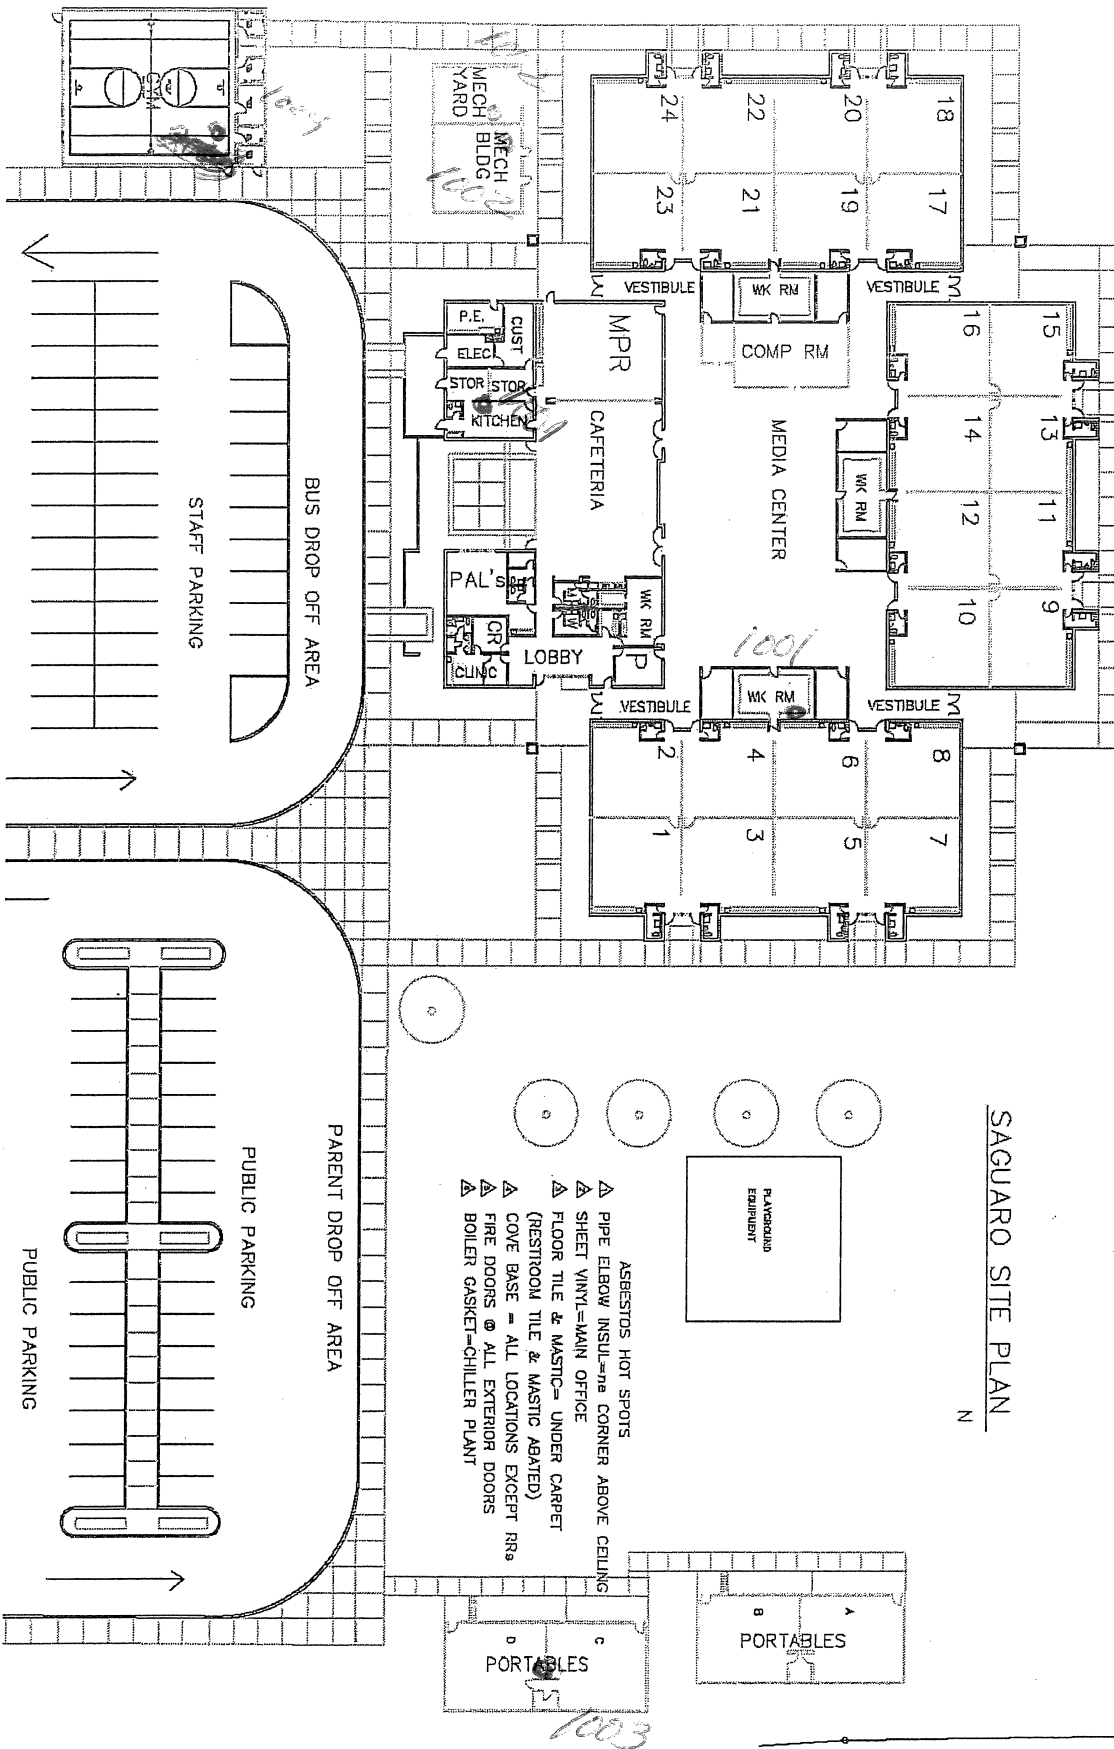 SAGUARO SITE PLAN
N
18
20
22
24
17
19
21
23
MECH
YARD
MECH
BLDG
1002
GYM
VESTIBULE
WK RM
VESTIBULE
COMP RM
P.E.
CUST
ELEC
STOR
STOR
KITCHEN
MPR
CAFETERIA
MEDIA CENTER
16
15
14
13
12
11
10
9
WK RM
PAL's
CR
CLINIC
LOBBY
M
W
WK RM
P
1001
WK RM
VESTIBULE
VESTIBULE
2
4
6
8
1
3
5
7
BUS DROP OFF AREA
STAFF PARKING
PARENT DROP OFF AREA
PUBLIC PARKING
PUBLIC PARKING
PLAYGROUND
EQUIPMENT
ASBESTOS HOT SPOTS
1 PIPE ELBOW INSUL=ne CORNER ABOVE CEILING
2 SHEET VINYL=MAIN OFFICE
3 FLOOR TILE & MASTIC= UNDER CARPET
(RESTROOM TILE & MASTIC ABATED)
4 COVE BASE = ALL LOCATIONS EXCEPT RRs
5 FIRE DOORS @ ALL EXTERIOR DOORS
6 BOILER GASKET=CHILLER PLANT
A
B
PORTABLES
C
D
PORTABLES
1003